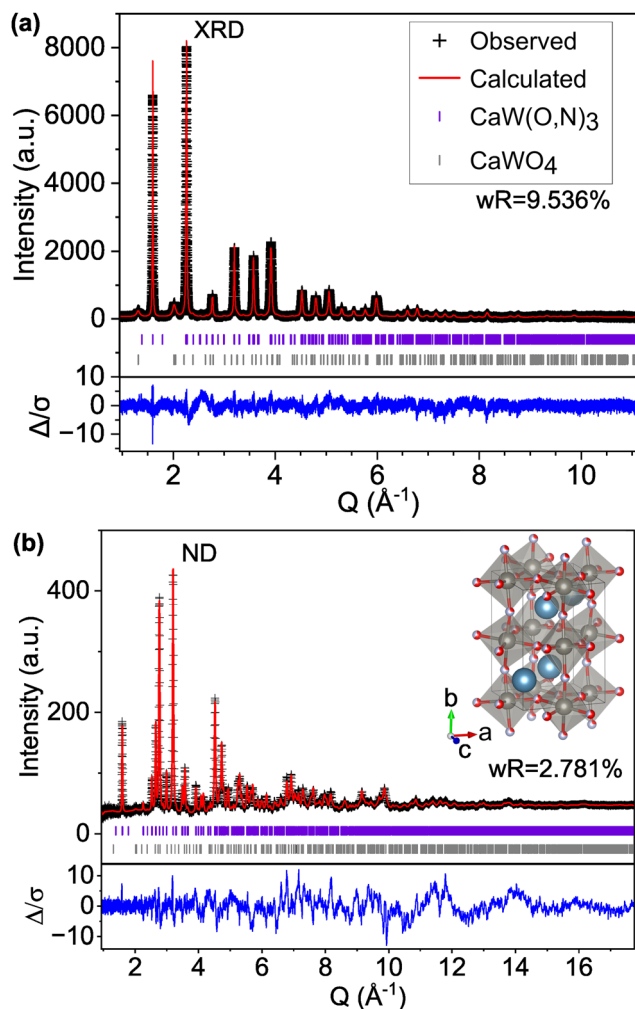 (a)
XRD
Observed
Calculated
CaW(O,N)₃
CaWO₄
wR=9.536%
Intensity (a.u.)
8000
6000
4000
2000
0
Δ/σ
10
0
−10
2
4
6
8
10
Q (Å⁻¹)
(b)
ND
Intensity (a.u.)
400
200
0
b
a
c
wR=2.781%
Δ/σ
10
0
−10
2
4
6
8
10
12
14
16
Q (Å⁻¹)